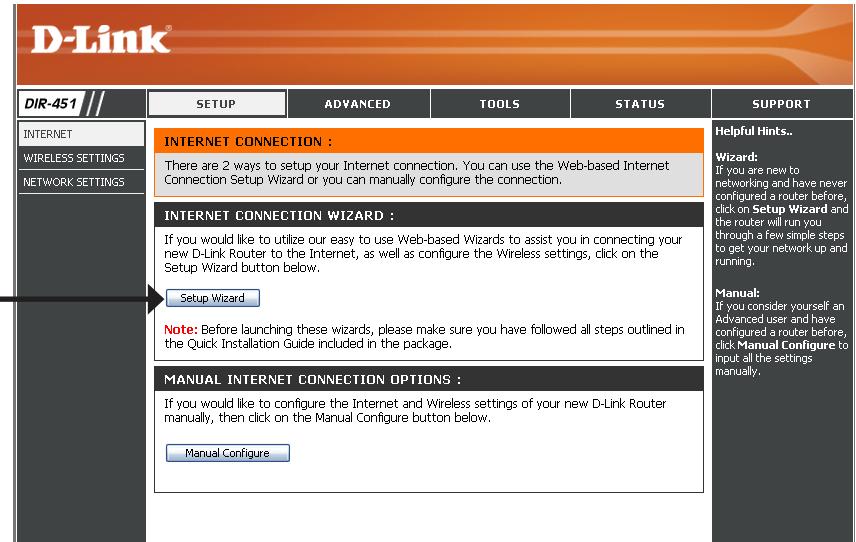 D-Link®
DIR-451
SETUP
ADVANCED
TOOLS
STATUS
SUPPORT
INTERNET
WIRELESS SETTINGS
NETWORK SETTINGS
INTERNET CONNECTION :
There are 2 ways to setup your Internet connection. You can use the Web-based Internet
Connection Setup Wizard or you can manually configure the connection.
INTERNET CONNECTION WIZARD :
If you would like to utilize our easy to use Web-based Wizards to assist you in connecting your
new D-Link Router to the Internet, as well as configure the Wireless settings, click on the
Setup Wizard button below.
Setup Wizard
Note: Before launching these wizards, please make sure you have followed all steps outlined in
the Quick Installation Guide included in the package.
MANUAL INTERNET CONNECTION OPTIONS :
If you would like to configure the Internet and Wireless settings of your new D-Link Router
manually, then click on the Manual Configure button below.
Manual Configure
Helpful Hints..
Wizard:
If you are new to
networking and have never
configured a router before,
click on Setup Wizard and
the router will run you
through a few simple steps
to get your network up and
running.
Manual:
If you consider yourself an
Advanced user and have
configured a router before,
click Manual Configure to
input all the settings
manually.